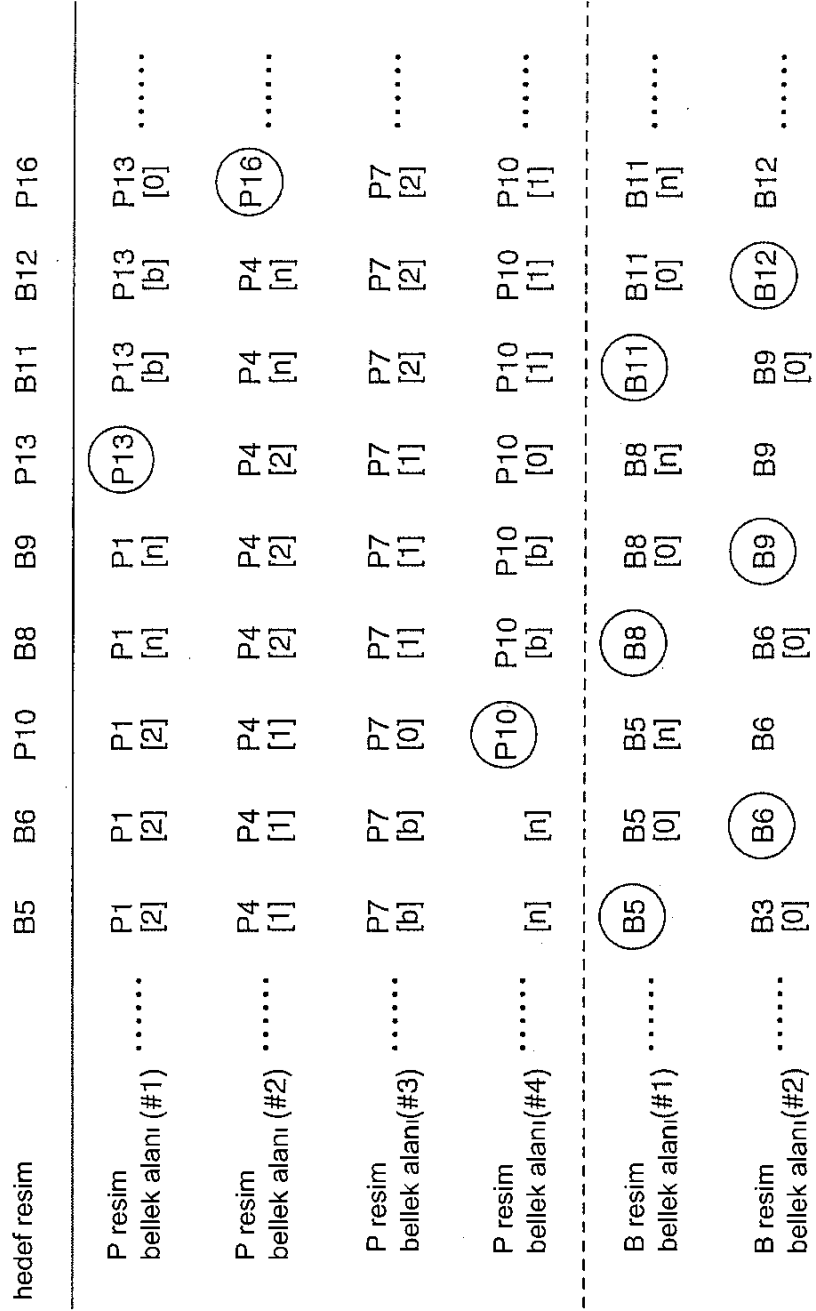 hedef resim B5 B6 P10 B8 B9 P13 B11 B12 P16
P resim P1 P1 P1 P1 P1 P13 P13 P13 P13
bellek alanı (#1) ...... [2] [2] [2] [n] [n] [b] [b] [0] ......
P resim P4 P4 P4 P4 P4 P4 P4 P4 P16
bellek alanı (#2) ...... [1] [1] [1] [2] [2] [2] [n] [n] ......
P resim P7 P7 P7 P7 P7 P7 P7 P7 P7
bellek alanı(#3) ...... [b] [b] [0] [1] [1] [1] [2] [2] [2] ......
P resim P10 P10 P10 P10 P10 P10 P10
bellek alanı(#4) ...... [n] [n] [b] [b] [0] [1] [1] [1] ......
B resim B5 B5 B5 B8 B8 B8 B11 B11 B11
bellek alanı(#1) ...... [0] [n] [0] [n] [0] [n] ......
B resim B3 B6 B6 B6 B9 B9 B9 B12 B12
bellek alanı(#2) ...... [0] [0] [0] ......